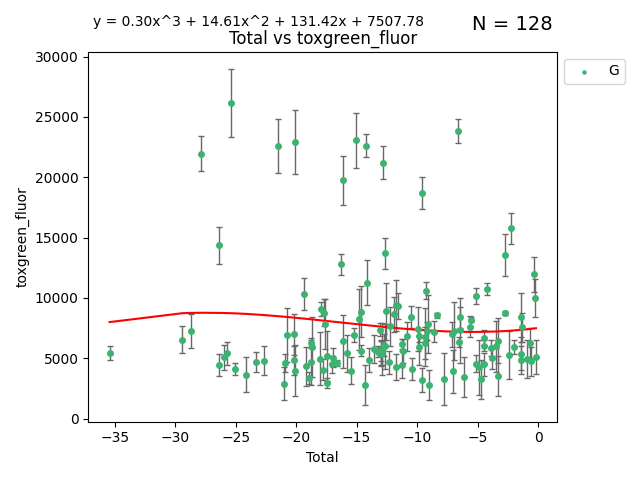 y = 0.30x^3 + 14.61x^2 + 131.42x + 7507.78
N = 128
Total vs toxgreen_fluor
G
30000
25000
20000
15000
10000
5000
0
toxgreen_fluor
−35 −30 −25 −20 −15 −10 −5 0
Total